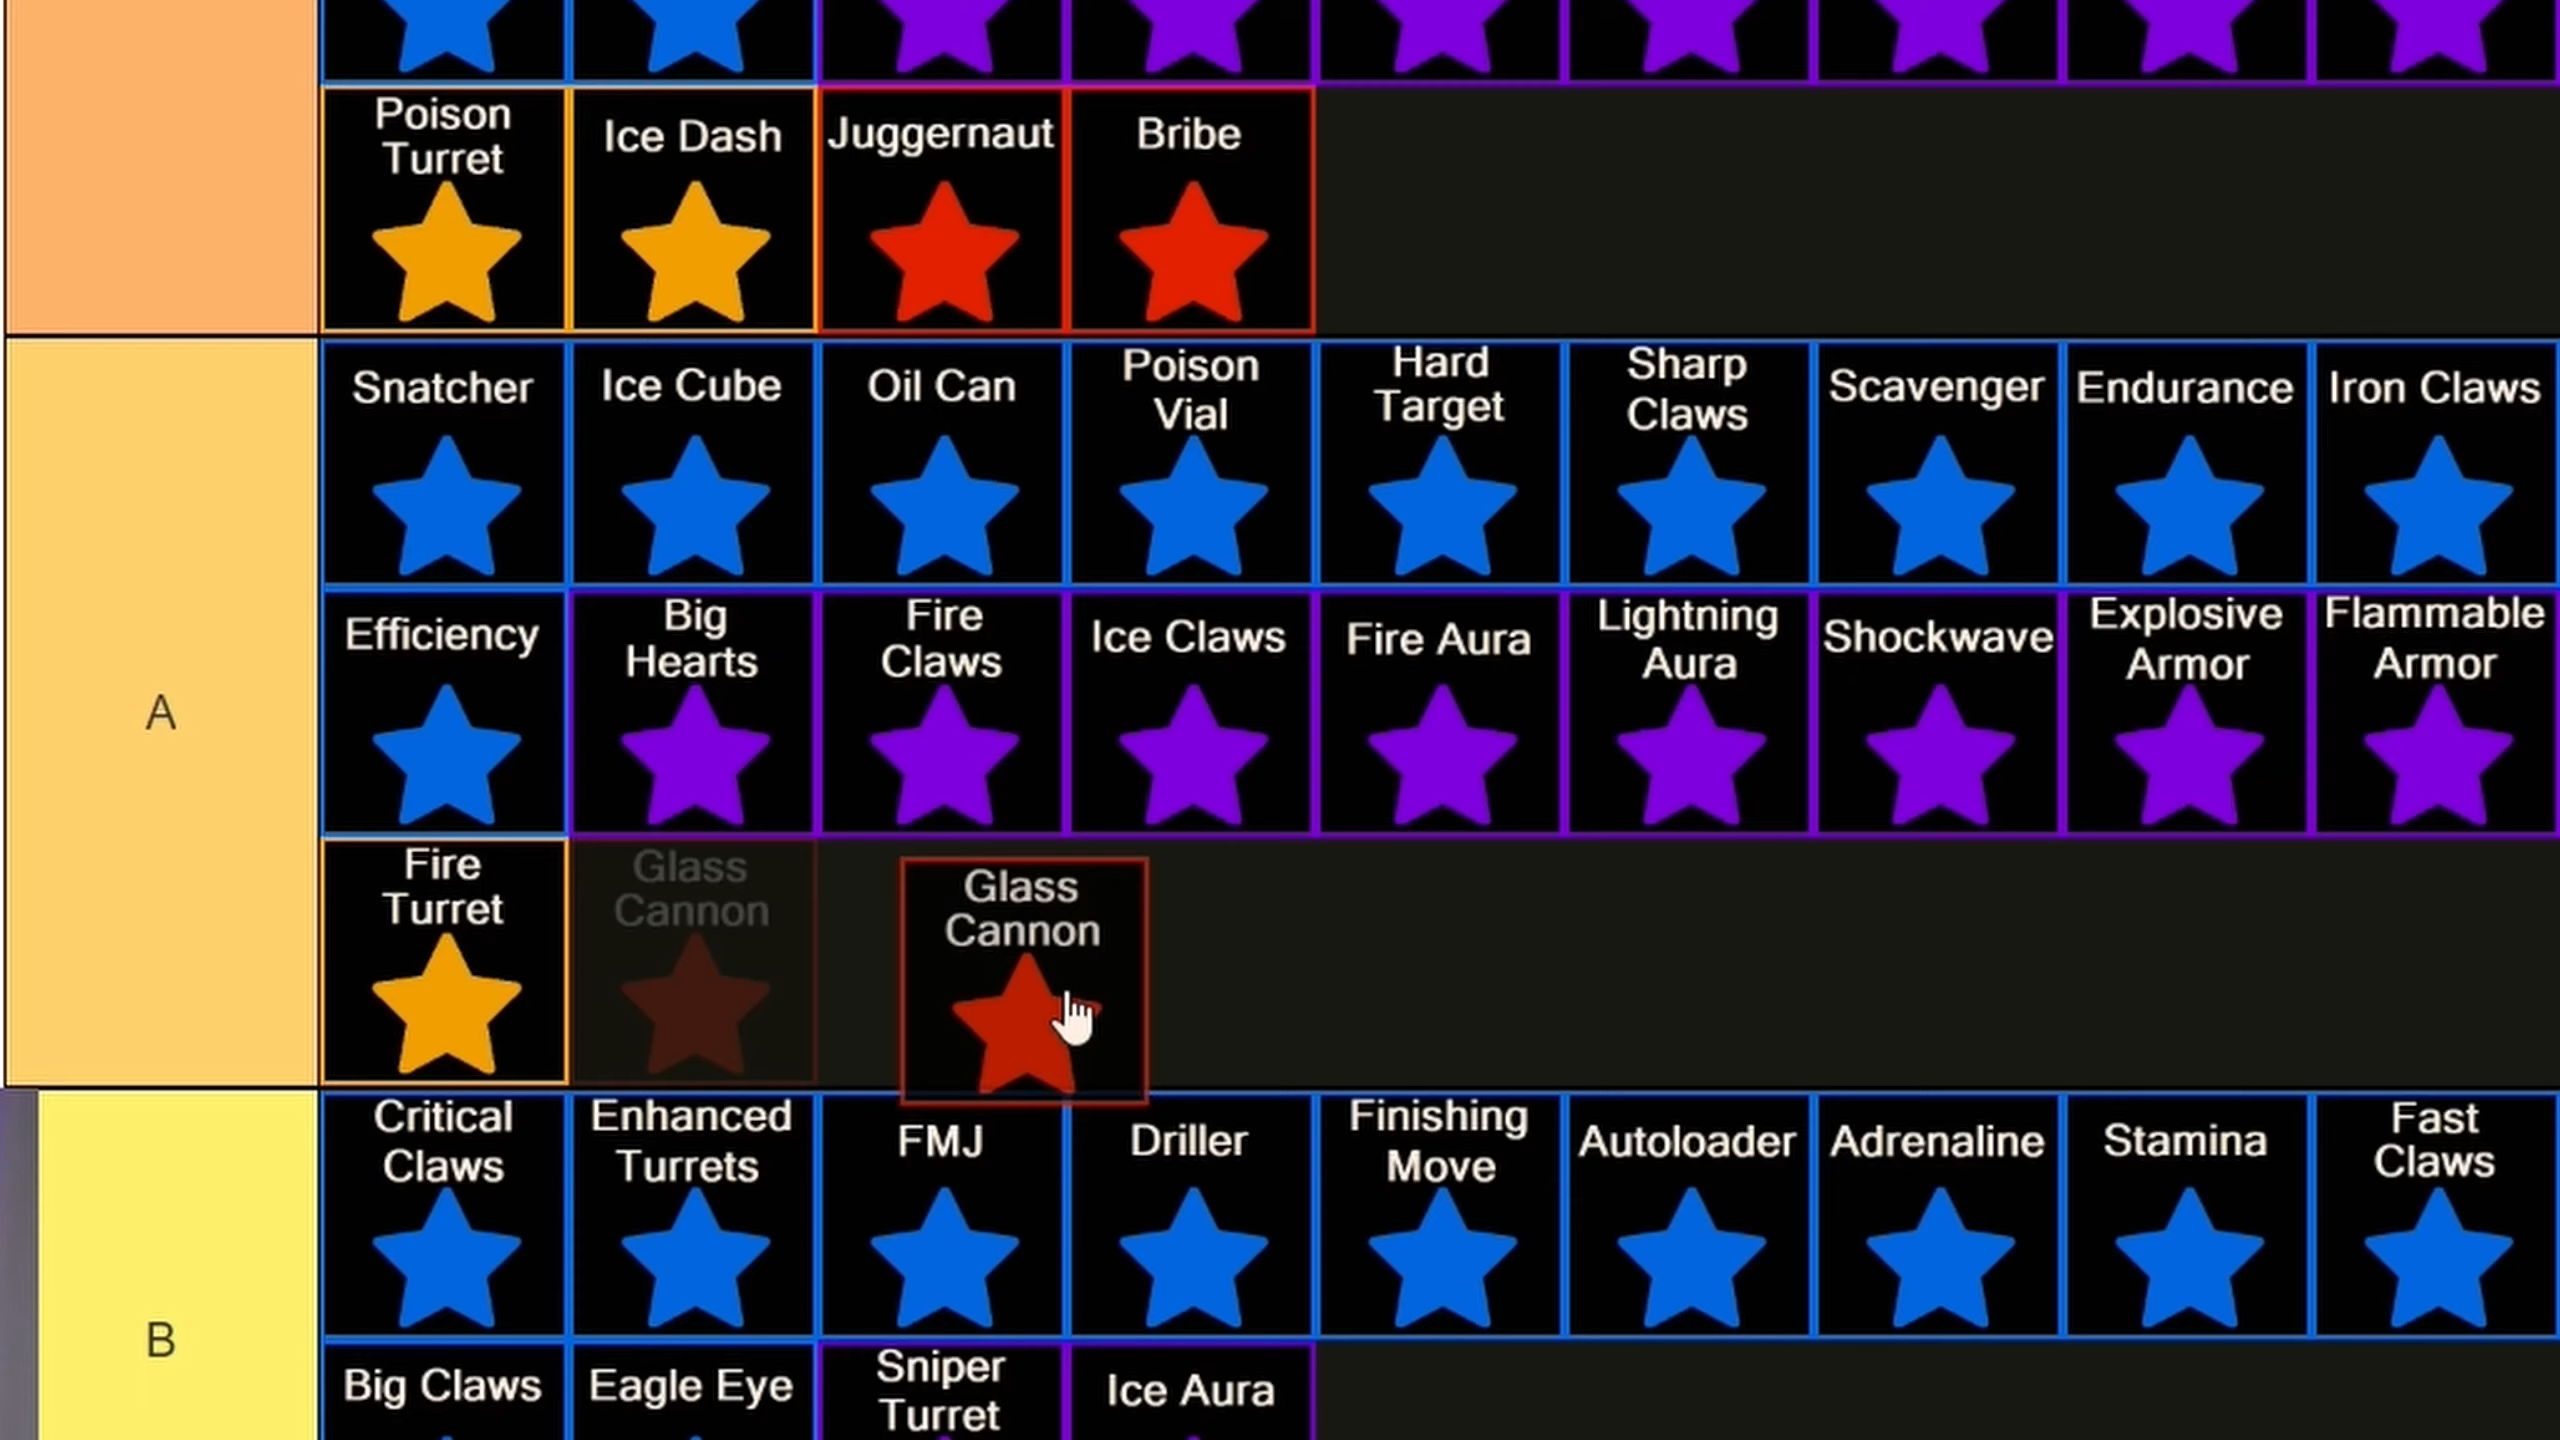 Poison
Turret
Ice Dash
Juggernaut
Bribe
A
Snatcher
Ice Cube
Oil Can
Poison
Vial
Hard
Target
Sharp
Claws
Scavenger
Endurance
Iron Claws
Efficiency
Big
Hearts
Fire
Claws
Ice Claws
Fire Aura
Lightning
Aura
Shockwave
Explosive
Armor
Flammable
Armor
Fire
Turret
Glass
Cannon
Glass
Cannon
B
Critical
Claws
Enhanced
Turrets
FMJ
Driller
Finishing
Move
Autoloader
Adrenaline
Stamina
Fast
Claws
Big Claws
Eagle Eye
Sniper
Turret
Ice Aura